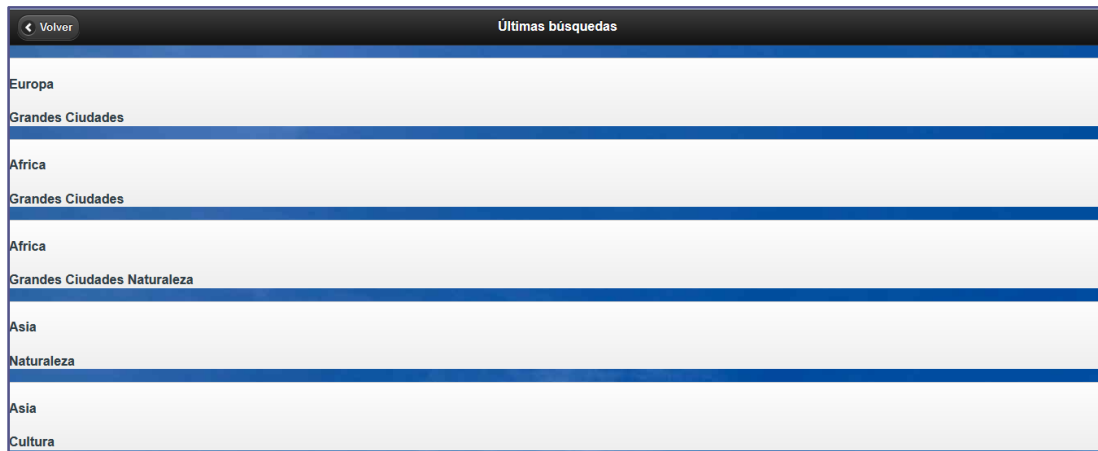 Volver
Últimas búsquedas
Europa
Grandes Ciudades
Africa
Grandes Ciudades
Africa
Grandes Ciudades Naturaleza
Asia
Naturaleza
Asia
Cultura